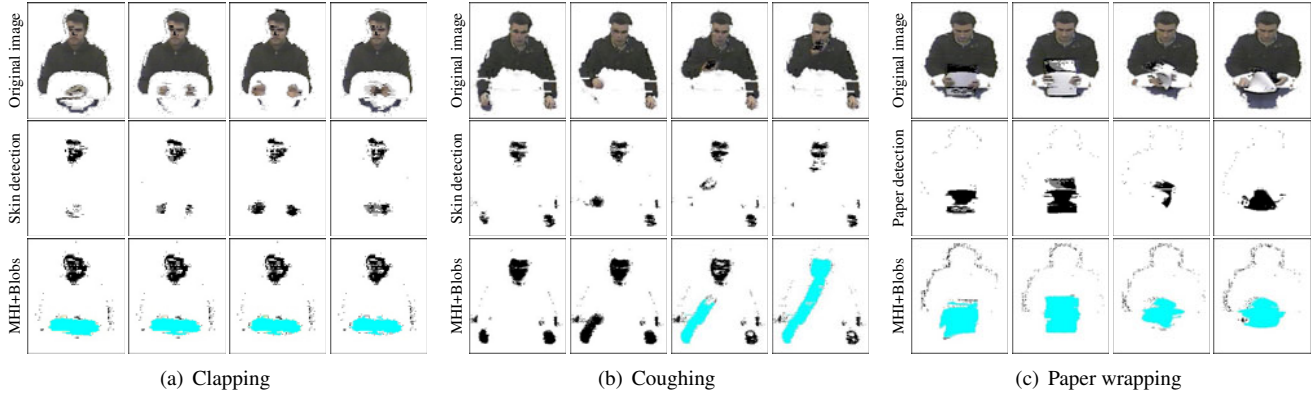 Original image
Skin detection
MHI+Blobs
(a) Clapping
Original image
Skin detection
MHI+Blobs
(b) Coughing
Original image
Paper detection
MHI+Blobs
(c) Paper wrapping